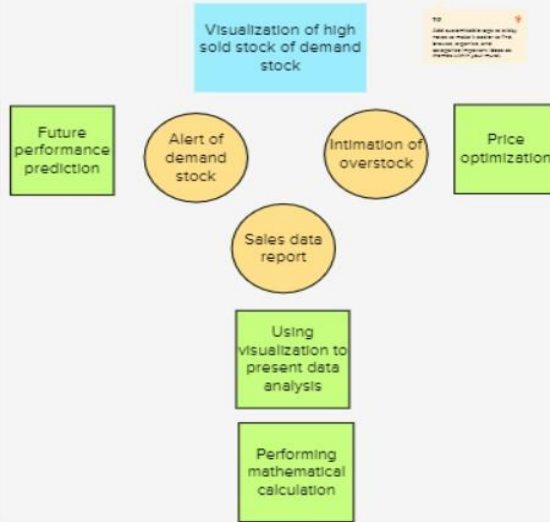 Visualization of high
sold stock of demand
stock
Future
performance
prediction
Alert of
demand
stock
Intimation of
overstock
Price
optimization
Sales data
report
Using
visualization to
present data
analysis
Performing
mathematical
calculation